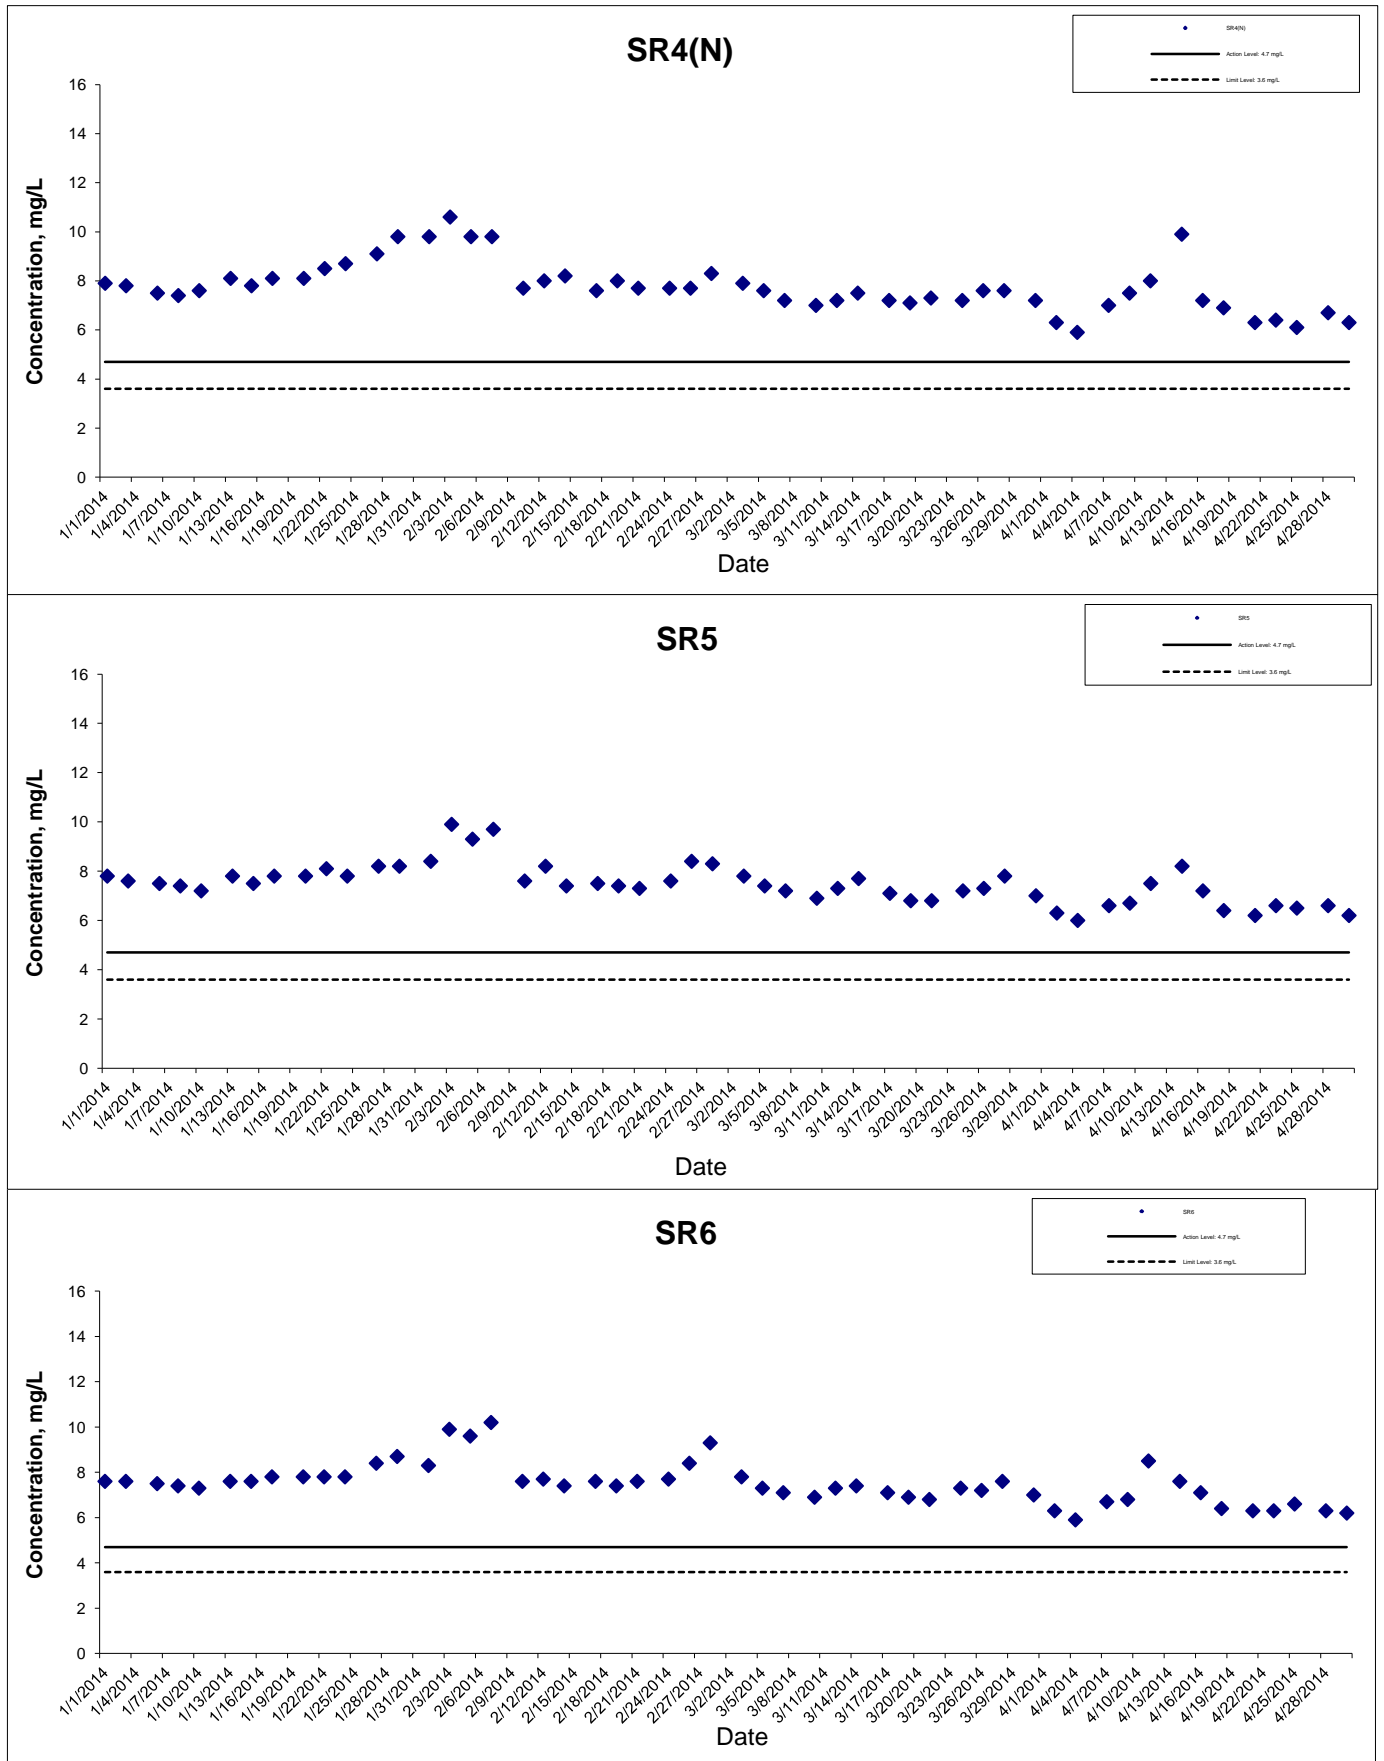 SR4(N)
SR4(N)
Action Level: 4.7 mg/L
Limit Level: 3.6 mg/L
Concentration, mg/L
16
14
12
10
8
6
4
2
0
1/1/2014 1/4/2014 1/7/2014 1/10/2014 1/13/2014 1/16/2014 1/19/2014 1/22/2014 1/25/2014 1/28/2014 1/31/2014 2/3/2014 2/6/2014 2/9/2014 2/12/2014 2/15/2014 2/18/2014 2/21/2014 2/24/2014 2/27/2014 3/2/2014 3/5/2014 3/8/2014 3/11/2014 3/14/2014 3/17/2014 3/20/2014 3/23/2014 3/26/2014 3/29/2014 4/1/2014 4/4/2014 4/7/2014 4/10/2014 4/13/2014 4/16/2014 4/19/2014 4/22/2014 4/25/2014 4/28/2014
Date
SR5
SR5
Action Level: 4.7 mg/L
Limit Level: 3.6 mg/L
Concentration, mg/L
16
14
12
10
8
6
4
2
0
1/1/2014 1/4/2014 1/7/2014 1/10/2014 1/13/2014 1/16/2014 1/19/2014 1/22/2014 1/25/2014 1/28/2014 1/31/2014 2/3/2014 2/6/2014 2/9/2014 2/12/2014 2/15/2014 2/18/2014 2/21/2014 2/24/2014 2/27/2014 3/2/2014 3/5/2014 3/8/2014 3/11/2014 3/14/2014 3/17/2014 3/20/2014 3/23/2014 3/26/2014 3/29/2014 4/1/2014 4/4/2014 4/7/2014 4/10/2014 4/13/2014 4/16/2014 4/19/2014 4/22/2014 4/25/2014 4/28/2014
Date
SR6
SR6
Action Level: 4.7 mg/L
Limit Level: 3.6 mg/L
Concentration, mg/L
16
14
12
10
8
6
4
2
0
1/1/2014 1/4/2014 1/7/2014 1/10/2014 1/13/2014 1/16/2014 1/19/2014 1/22/2014 1/25/2014 1/28/2014 1/31/2014 2/3/2014 2/6/2014 2/9/2014 2/12/2014 2/15/2014 2/18/2014 2/21/2014 2/24/2014 2/27/2014 3/2/2014 3/5/2014 3/8/2014 3/11/2014 3/14/2014 3/17/2014 3/20/2014 3/23/2014 3/26/2014 3/29/2014 4/1/2014 4/4/2014 4/7/2014 4/10/2014 4/13/2014 4/16/2014 4/19/2014 4/22/2014 4/25/2014 4/28/2014
Date